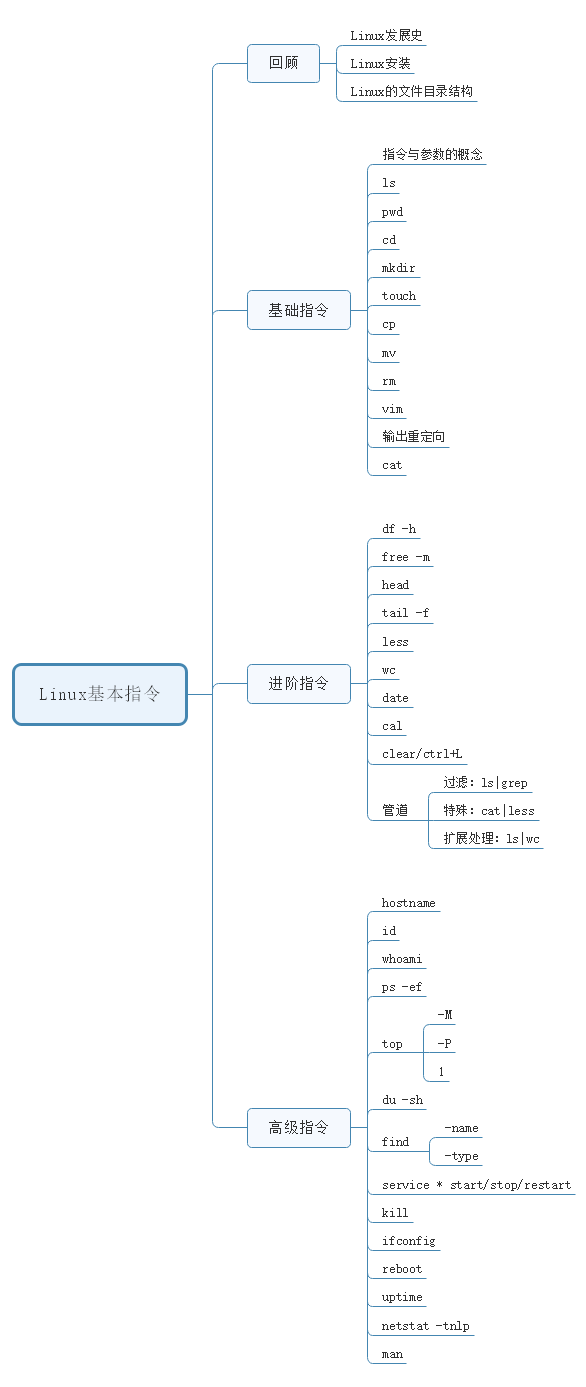 Linux基本指令
回顾
Linux发展史
Linux安装
Linux的文件目录结构
基础指令
指令与参数的概念
ls
pwd
cd
mkdir
touch
cp
mv
rm
vim
输出重定向
cat
进阶指令
df -h
free -m
head
tail -f
less
wc
date
cal
clear/ctrl+L
管道
过滤：ls|grep
特殊：cat|less
扩展处理：ls|wc
高级指令
hostname
id
whoami
ps -ef
top
-M
-P
1
du -sh
find
-name
-type
service * start/stop/restart
kill
ifconfig
reboot
uptime
netstat -tnlp
man